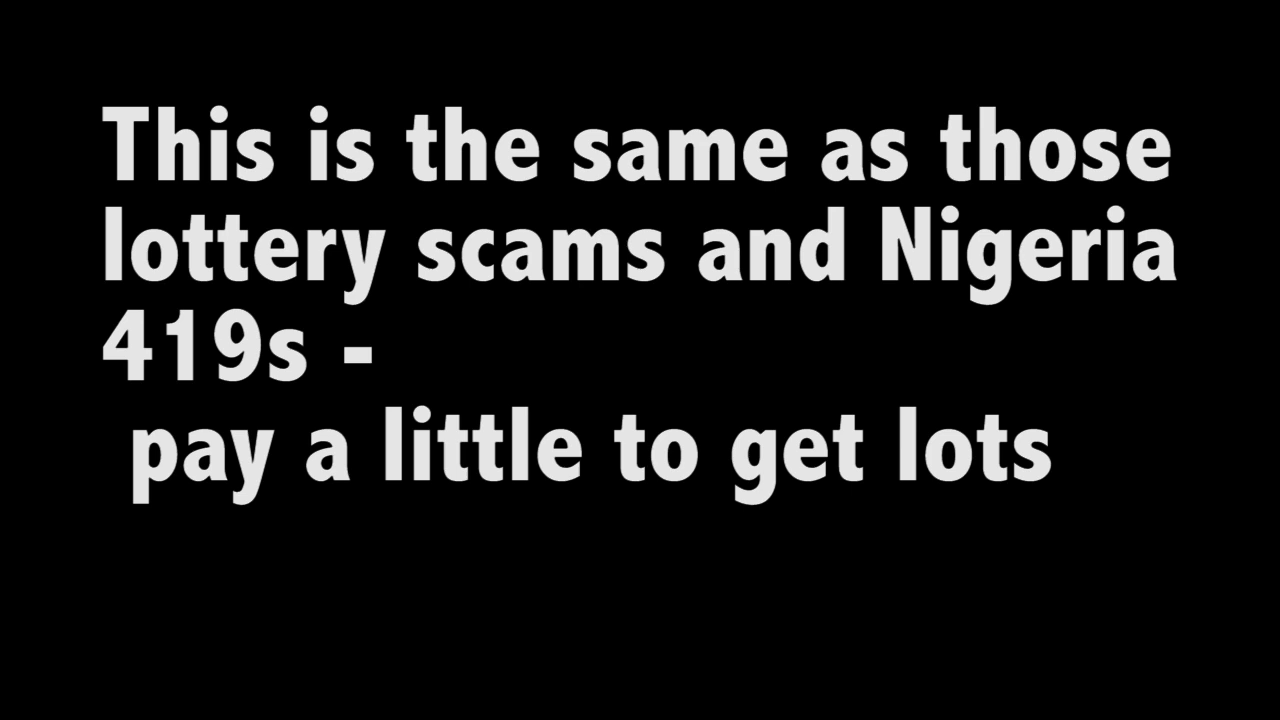 This is the same as those
lottery scams and Nigeria
419s -
pay a little to get lots